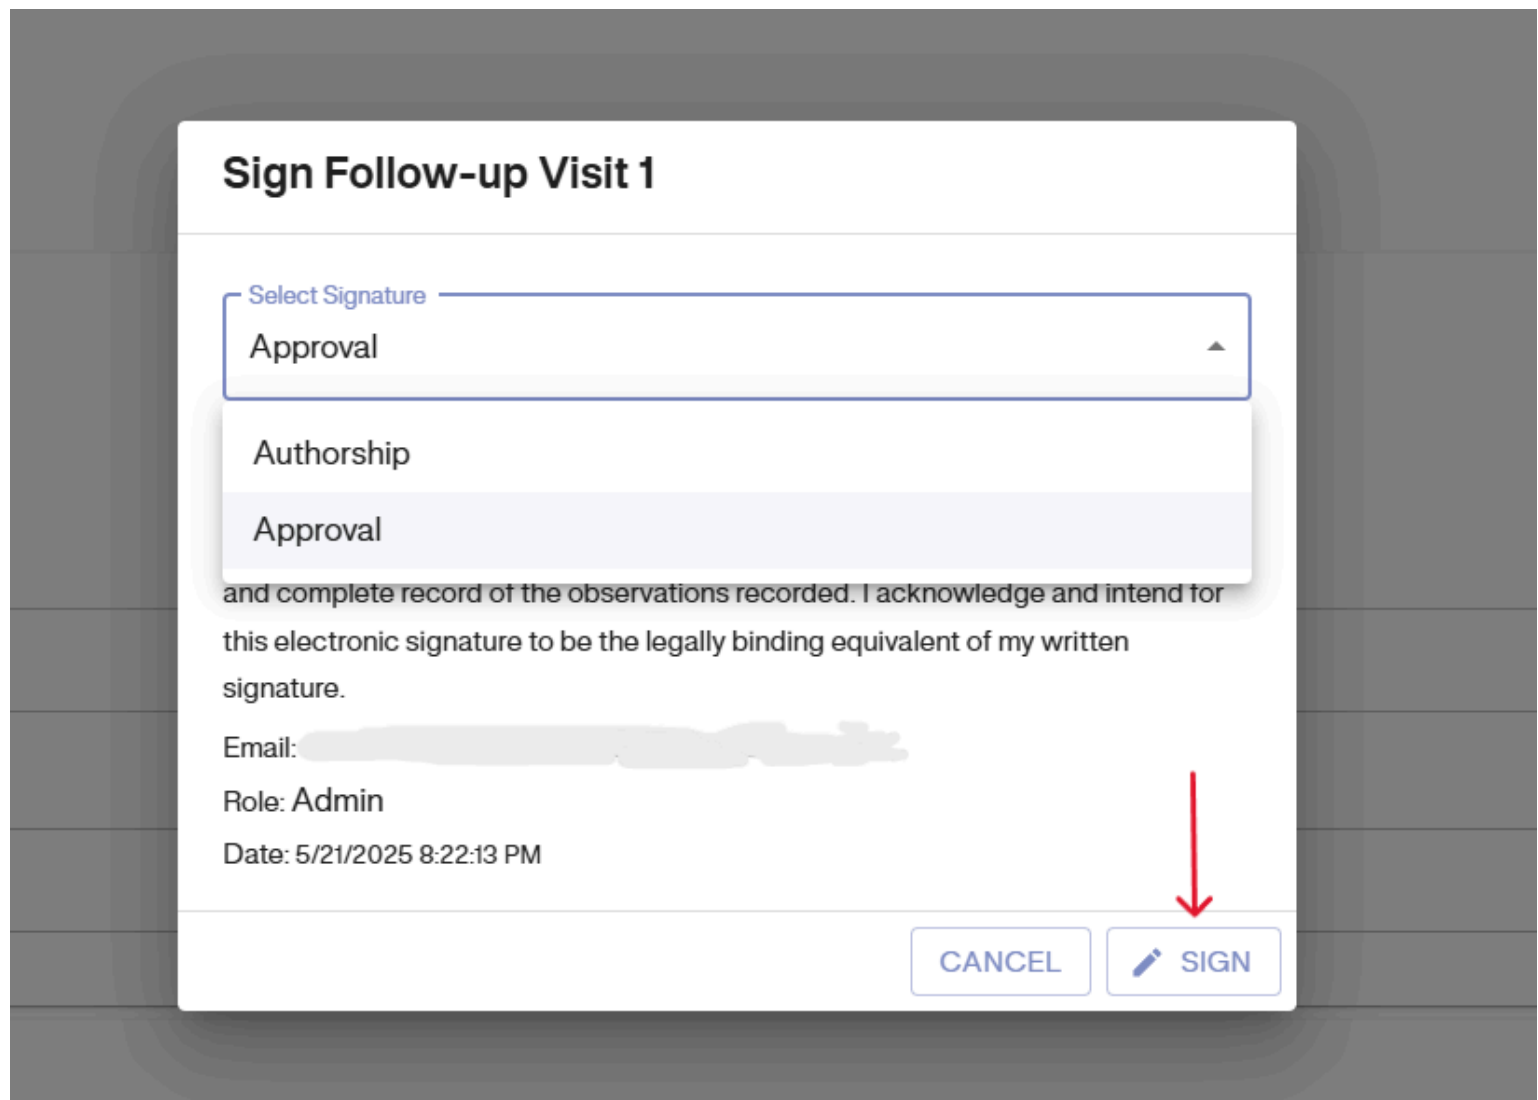 Sign Follow-up Visit 1
Select Signature
Approval
Authorship
Approval
and complete record of the observations recorded. I acknowledge and intend for
this electronic signature to be the legally binding equivalent of my written
signature.
Email:
Role: Admin
Date: 5/21/2025 8:22:13 PM
CANCEL
SIGN